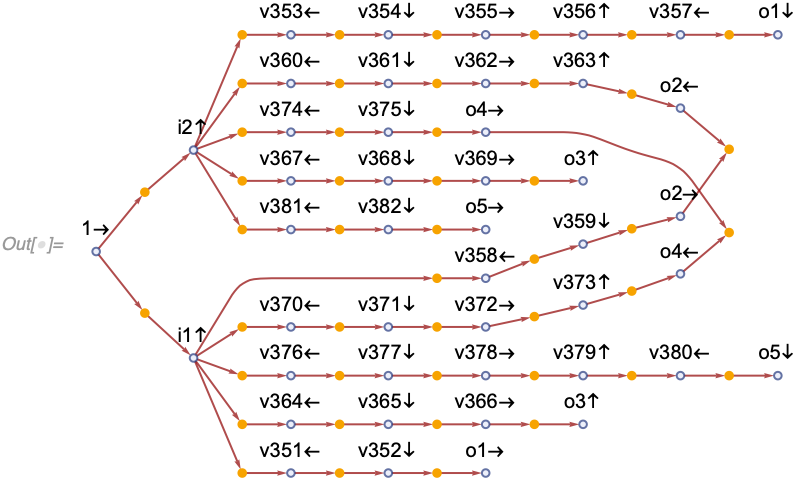 v353← v354↓ v355→ v356↑ v357← o1↓
v360← v361↓ v362→ v363↑ o2←
i2↑ v374← v375↓ o4→
v367← v368↓ v369→ o3↑
o2→
v381← v382↓ o5→ v359↓
1→
Out[●]=
v358← o4←
v370← v371↓ v372→ v373↑
i1↑
v376← v377↓ v378→ v379↑ v380← o5↓
v364← v365↓ v366→ o3↑
v351← v352↓ o1→